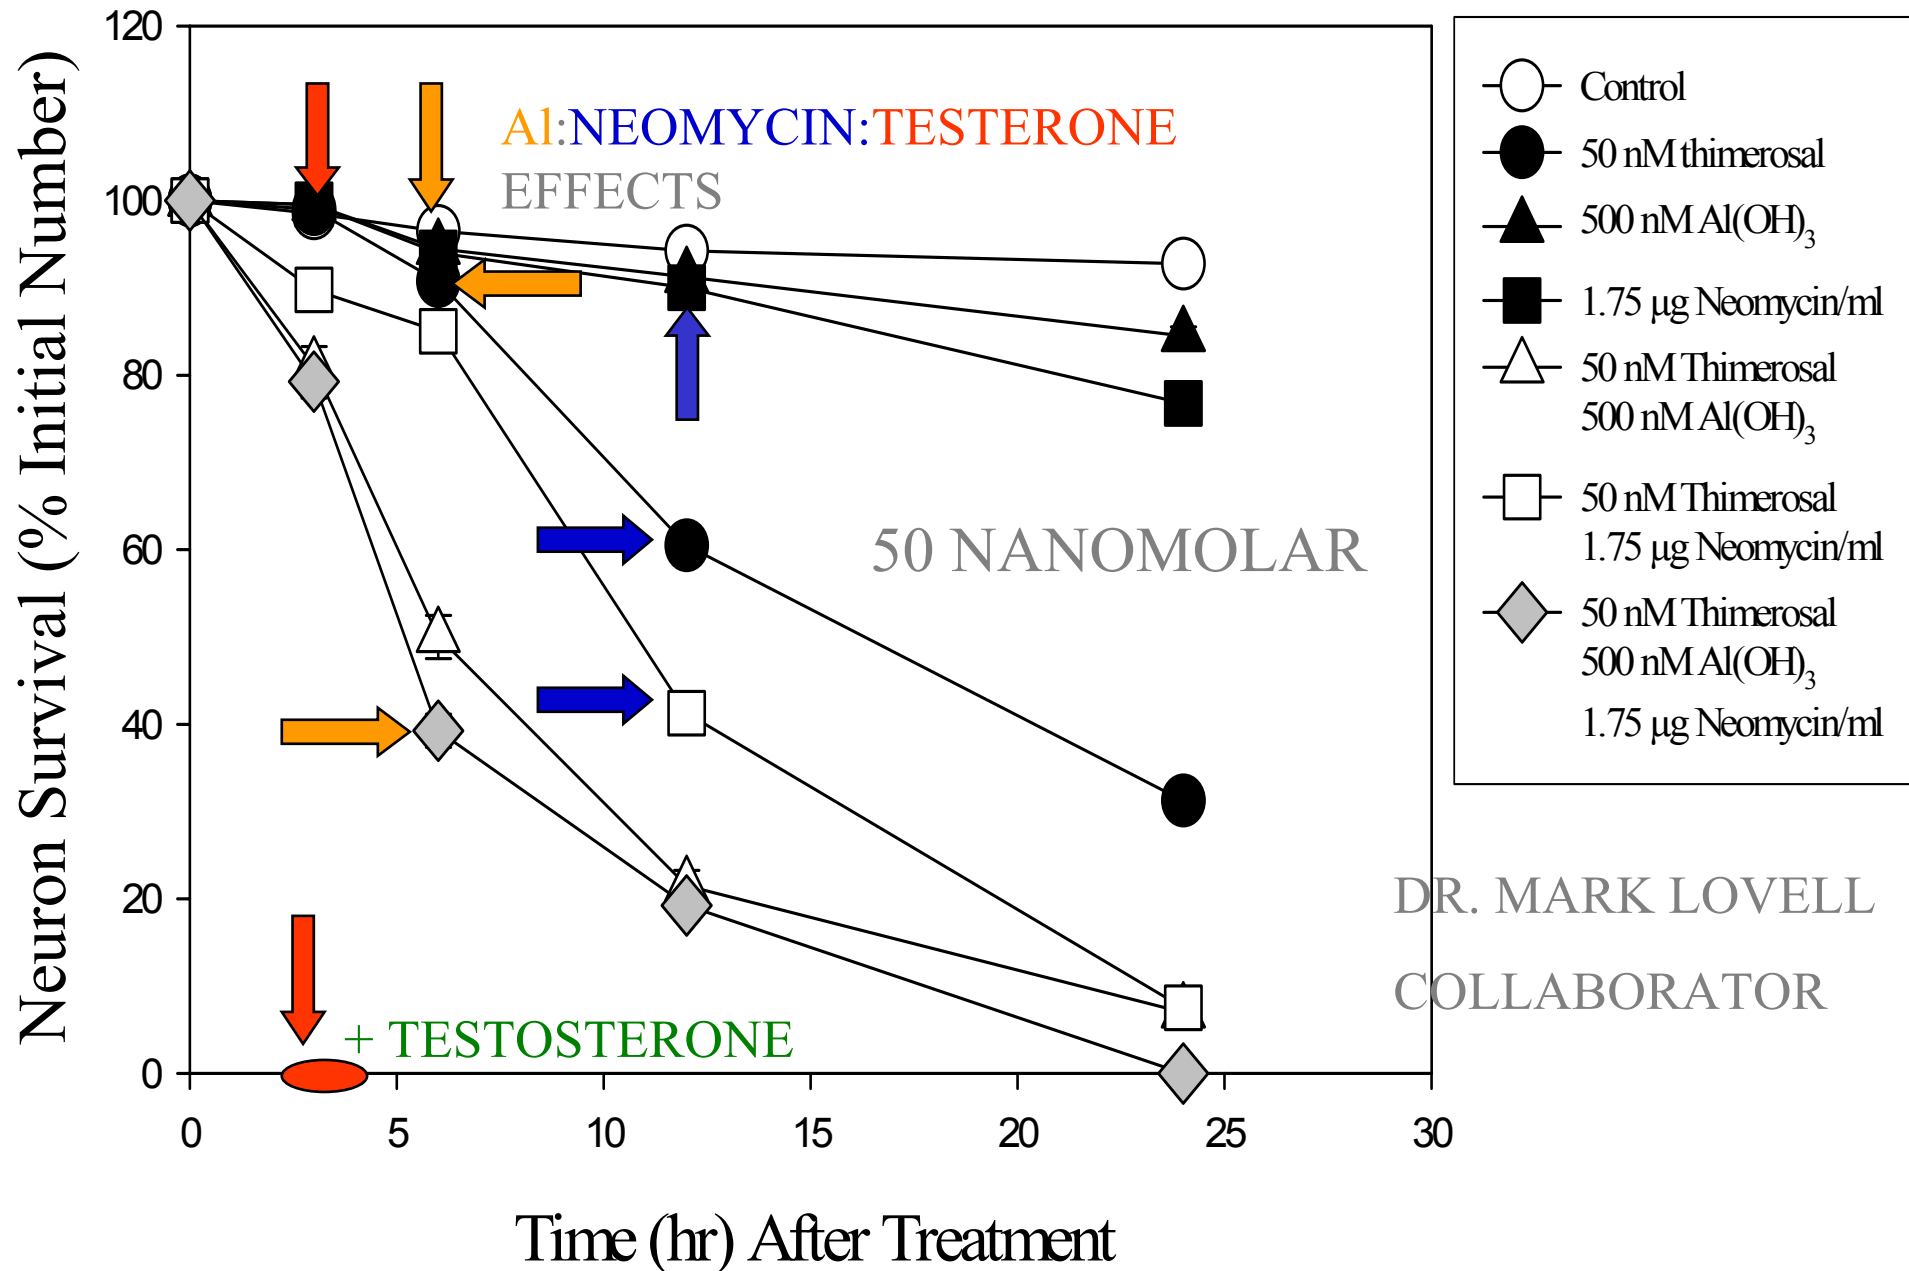 120
100
80
60
40
20
0
Neuron Survival (% Initial Number)
Al:NEOMYCIN:TESTERONE
EFFECTS
50 NANOMOLAR
+ TESTOSTERONE
0 5 10 15 20 25 30
Time (hr) After Treatment
Control
50 nM thimerosal
500 nM Al(OH)₃
1.75 μg Neomycin/ml
50 nM Thimerosal
500 nM Al(OH)₃
50 nM Thimerosal
1.75 μg Neomycin/ml
50 nM Thimerosal
500 nM Al(OH)₃
1.75 μg Neomycin/ml
DR. MARK LOVELL
COLLABORATOR